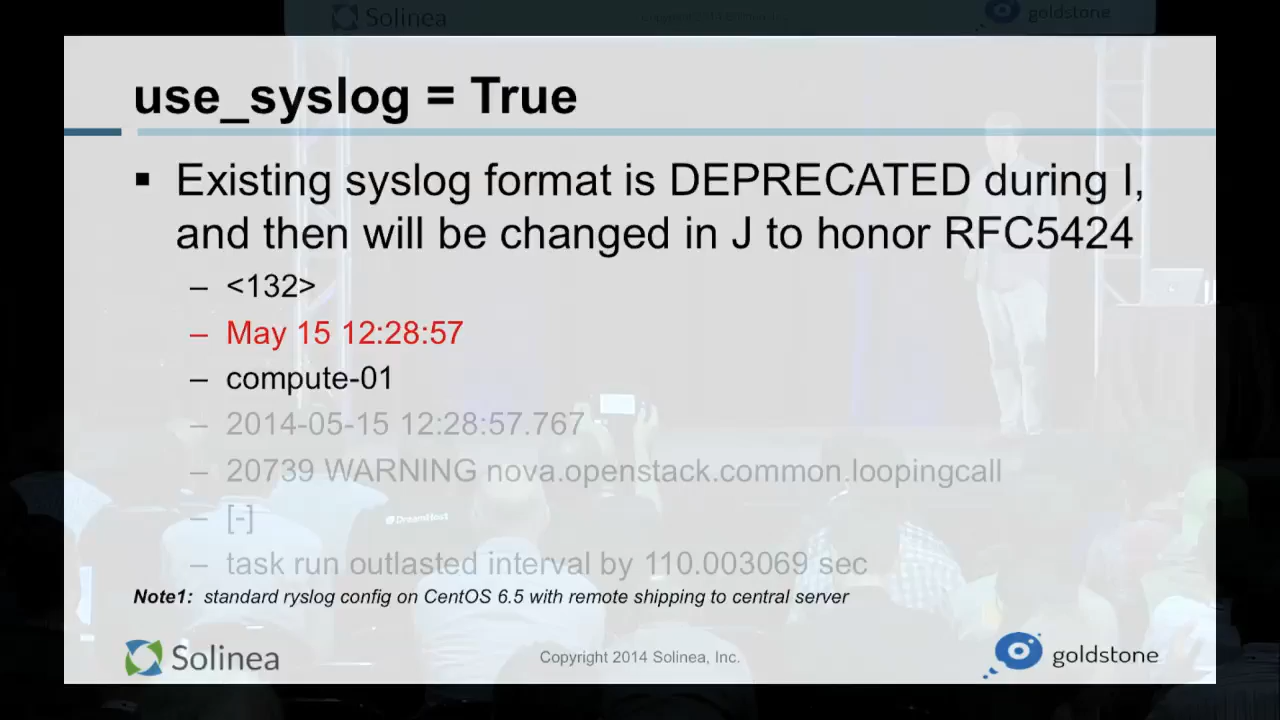 Solinea
goldstone
use_syslog = True
▪ Existing syslog format is DEPRECATED during I,
and then will be changed in J to honor RFC5424
– <132>
– May 15 12:28:57
– compute-01
– 2014-05-15 12:28:57.767
– 20739 WARNING nova.openstack.common.loopingcall
– [-]
– task run outlasted interval by 110.003069 sec
DreamHost
Note1: standard ryslog config on CentOS 6.5 with remote shipping to central server
Solinea
Copyright 2014 Solinea, Inc.
goldstone